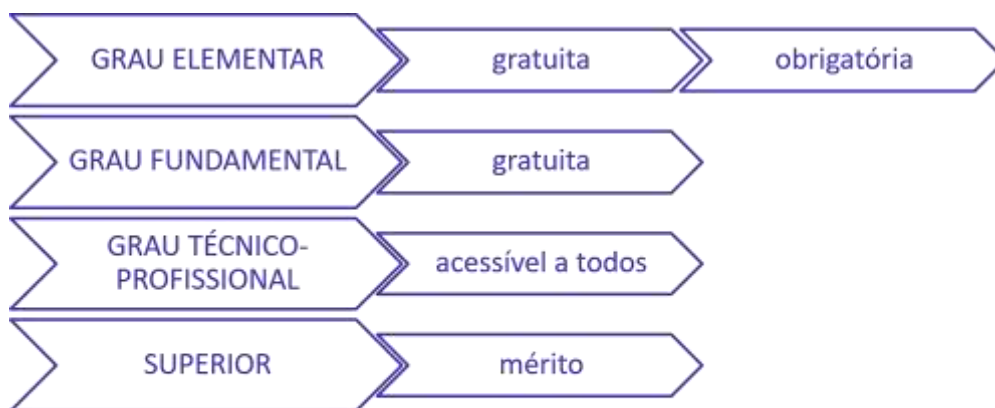 GRAU ELEMENTAR
gratuita
obrigatória
GRAU FUNDAMENTAL
gratuita
GRAU TÉCNICO-
PROFISSIONAL
acessível a todos
SUPERIOR
mérito